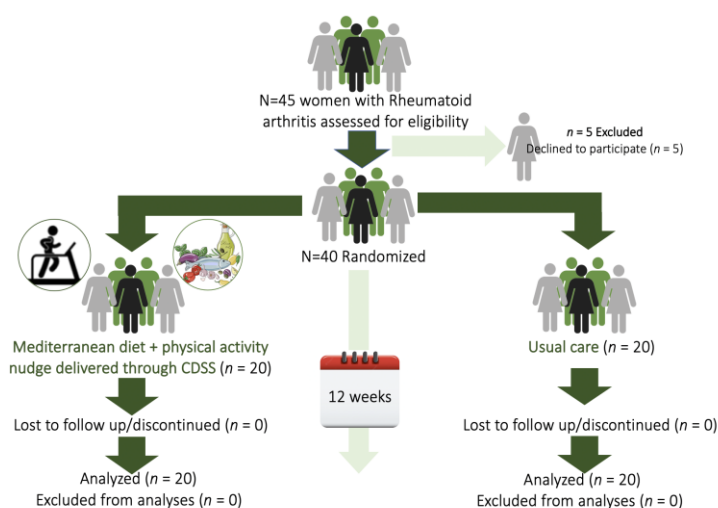 N=45 women with Rheumatoid
arthritis assessed for eligibility
n = 5 Excluded
Declined to participate (n = 5)
N=40 Randomized
Mediterranean diet + physical activity
nudge delivered through CDSS (n = 20)
Usual care (n = 20)
12 weeks
Lost to follow up/discontinued (n = 0)
Lost to follow up/discontinued (n = 0)
Analyzed (n = 20)
Excluded from analyses (n = 0)
Analyzed (n = 20)
Excluded from analyses (n = 0)